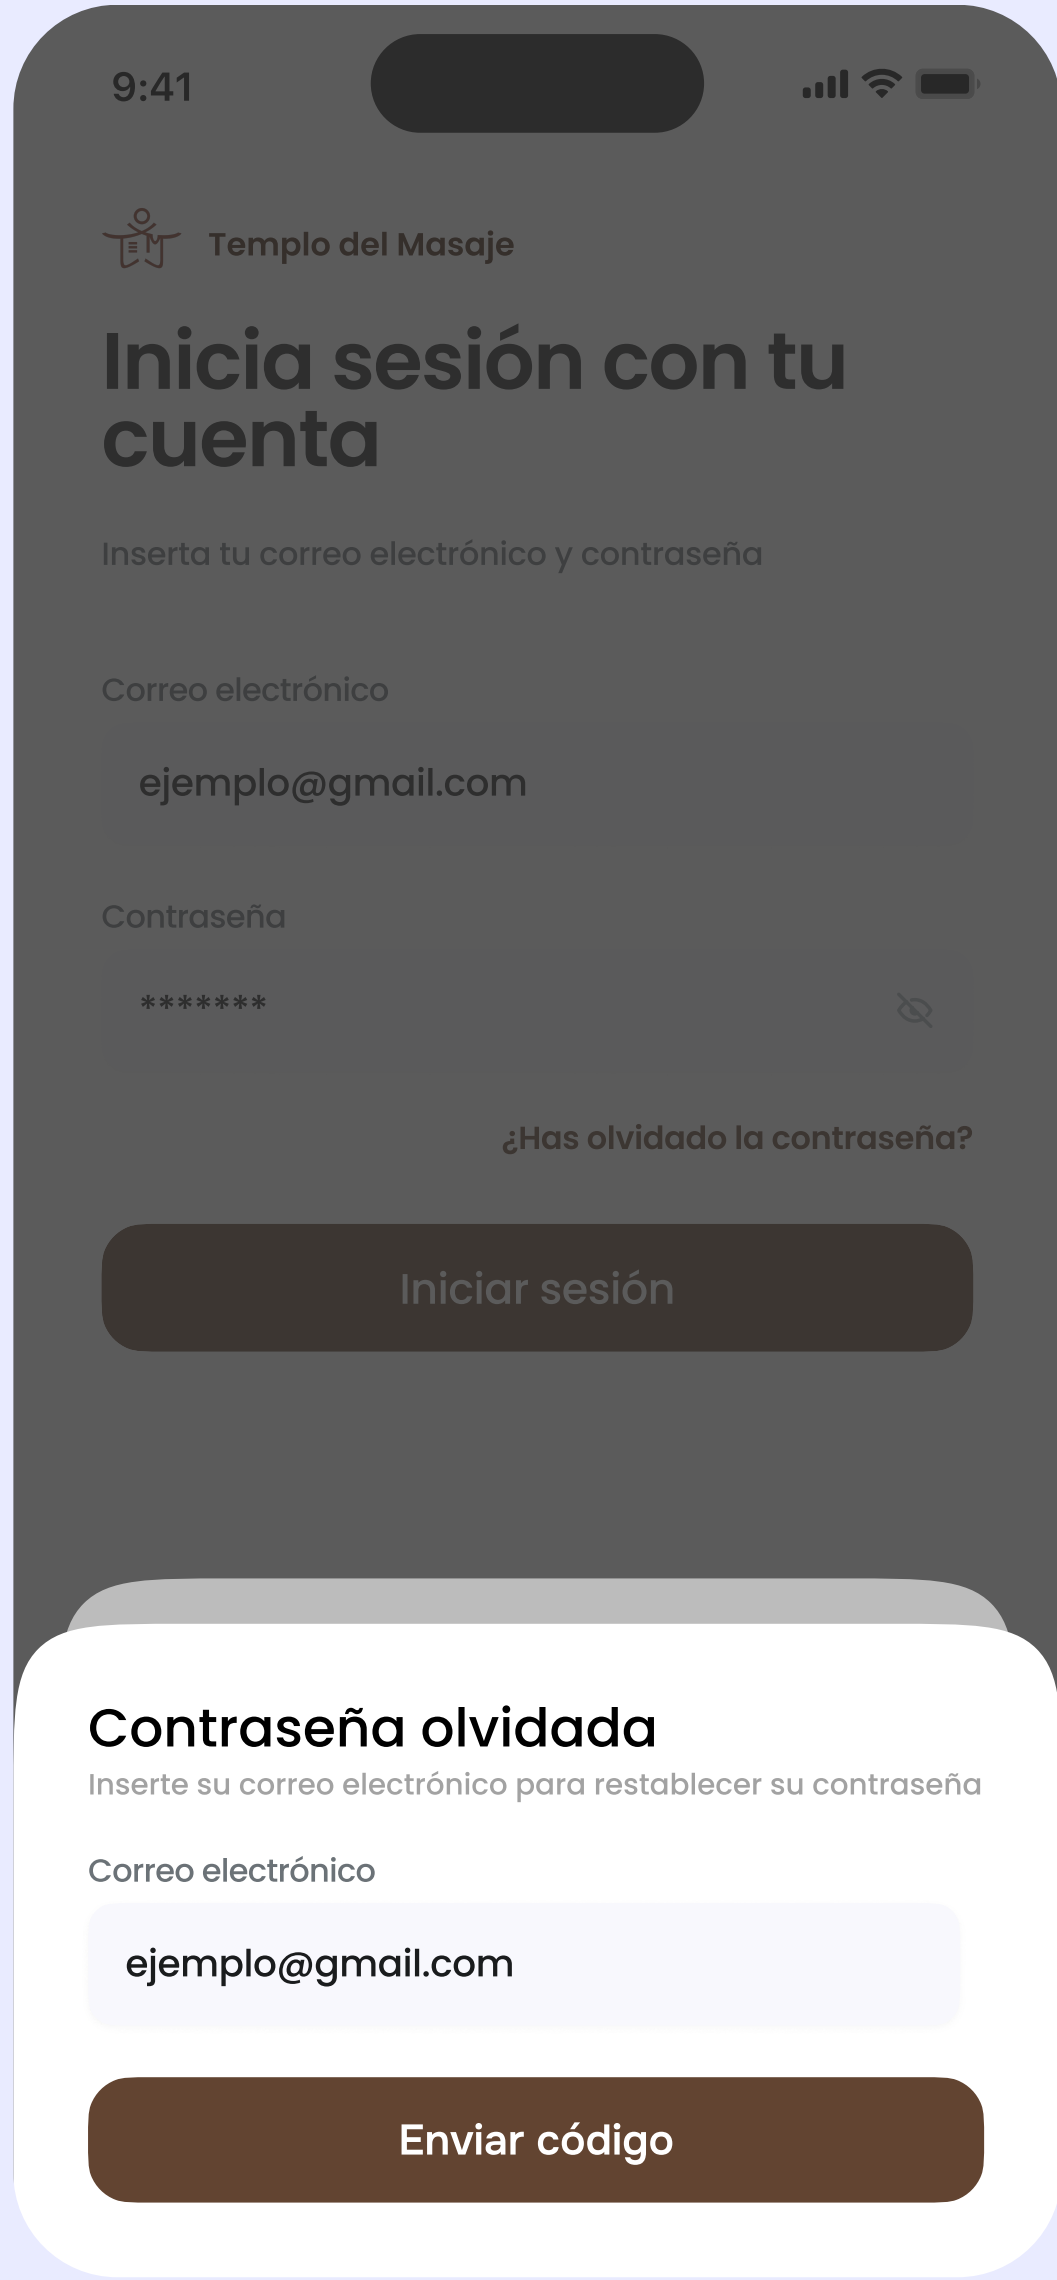 9:41
Templo del Masaje
Inicia sesión con tu
cuenta
Inserta tu correo electrónico y contraseña
Correo electrónico
ejemplo@gmail.com
Contraseña
*******
¿Has olvidado la contraseña?
Iniciar sesión
Contraseña olvidada
Inserte su correo electrónico para restablecer su contraseña
Correo electrónico
ejemplo@gmail.com
Enviar código